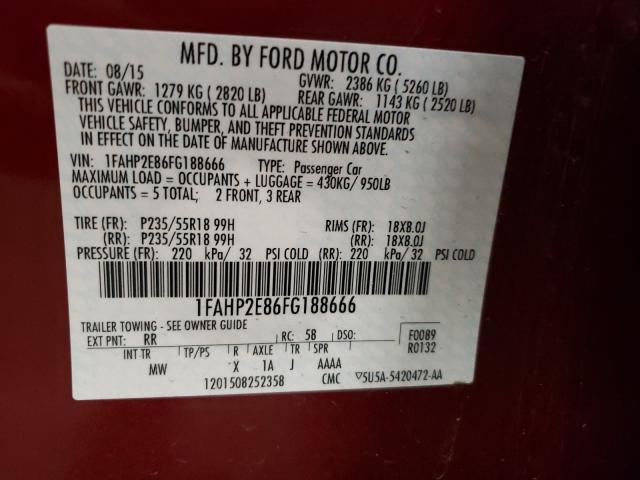 MFD. BY FORD MOTOR CO.
DATE: 08/15 GVWR: 2386 KG ( 5260 LB)
FRONT GAWR: 1279 KG ( 2820 LB) REAR GAWR: 1143 KG ( 2520 LB)
THIS VEHICLE CONFORMS TO ALL APPLICABLE FEDERAL MOTOR
VEHICLE SAFETY, BUMPER, AND THEFT PREVENTION STANDARDS
IN EFFECT ON THE DATE OF MANUFACTURE SHOWN ABOVE.
VIN: 1FAHP2E86FG188666 TYPE: Passenger Car
MAXIMUM LOAD = OCCUPANTS + LUGGAGE = 430KG/ 950LB
OCCUPANTS = 5 TOTAL; 2 FRONT, 3 REAR
TIRE (FR): P235/55R18 99H RIMS (FR): 18X8.0J
(RR): P235/55R18 99H (RR): 18X8.0J
PRESSURE (FR): 220 kPa/ 32 PSI COLD (RR): 220 kPa/ 32 PSI COLD
1FAHP2E86FG188666
TRAILER TOWING - SEE OWNER GUIDE
EXT PNT: RR RC: 58 DSO: F0089
INT TR TP/PS R AXLE TR SPR R0132
MW X 1A J AAAA
1201508252358 CMC ▽5U5A-5420472-AA